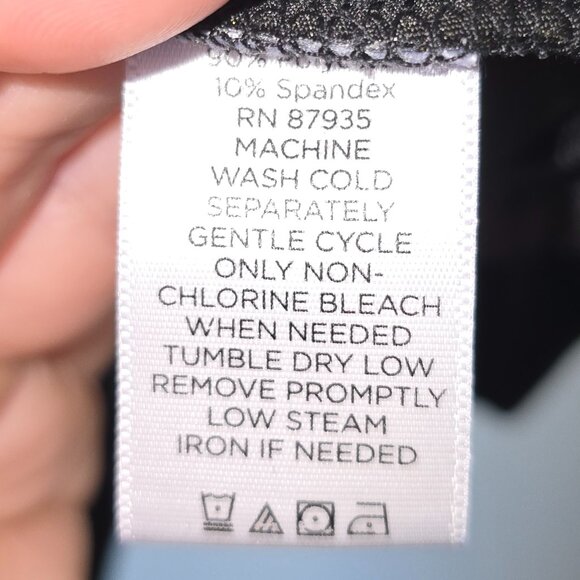 90%
10% Spandex
RN 87935
MACHINE
WASH COLD
SEPARATELY
GENTLE CYCLE
ONLY NON-
CHLORINE BLEACH
WHEN NEEDED
TUMBLE DRY LOW
REMOVE PROMPTLY
LOW STEAM
IRON IF NEEDED